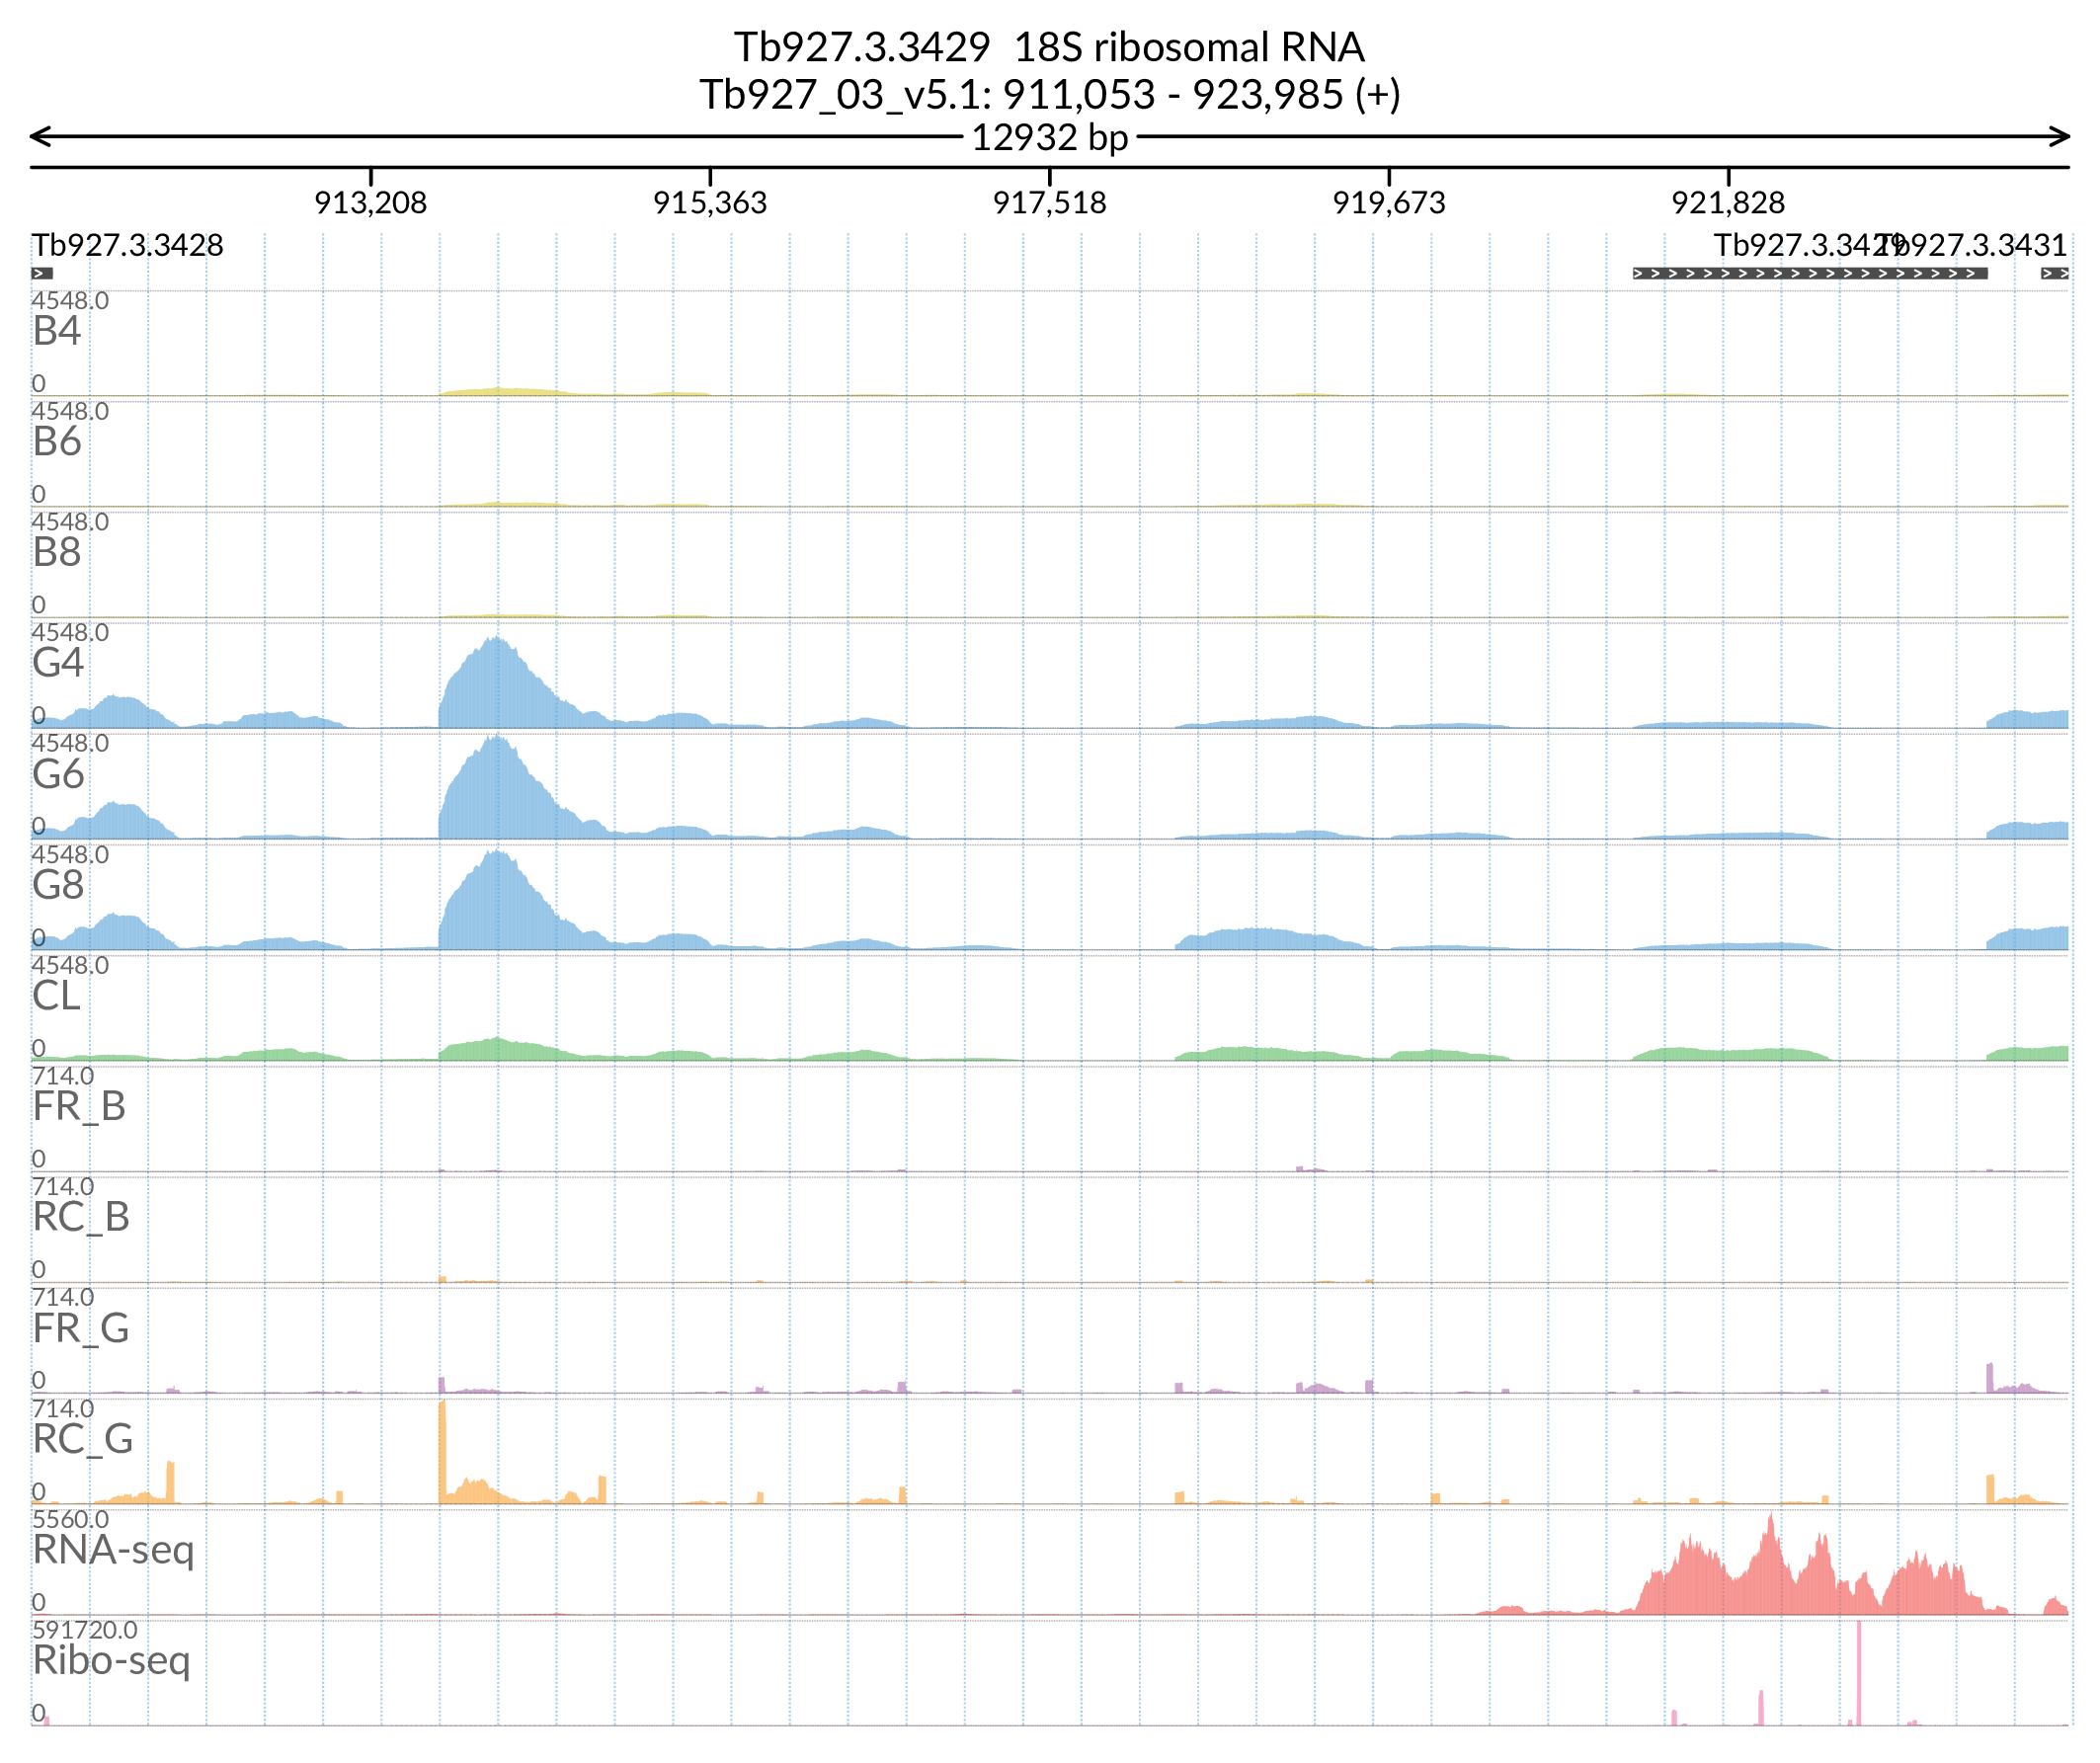 Tb927.3.3429 18S ribosomal RNA
Tb927_03_v5.1: 911,053 - 923,985 (+)
12932 bp
913,208 915,363 917,518 919,673 921,828
Tb927.3.3428 Tb927.3.3429 Tb927.3.3431
4548.0
B4
0
4548.0
B6
0
4548.0
B8
0
4548.0
G4
0
4548.0
G6
0
4548.0
G8
0
4548.0
CL
0
714.0
FR_B
0
714.0
RC_B
0
714.0
FR_G
0
714.0
RC_G
0
5560.0
RNA-seq
0
591720.0
Ribo-seq
0